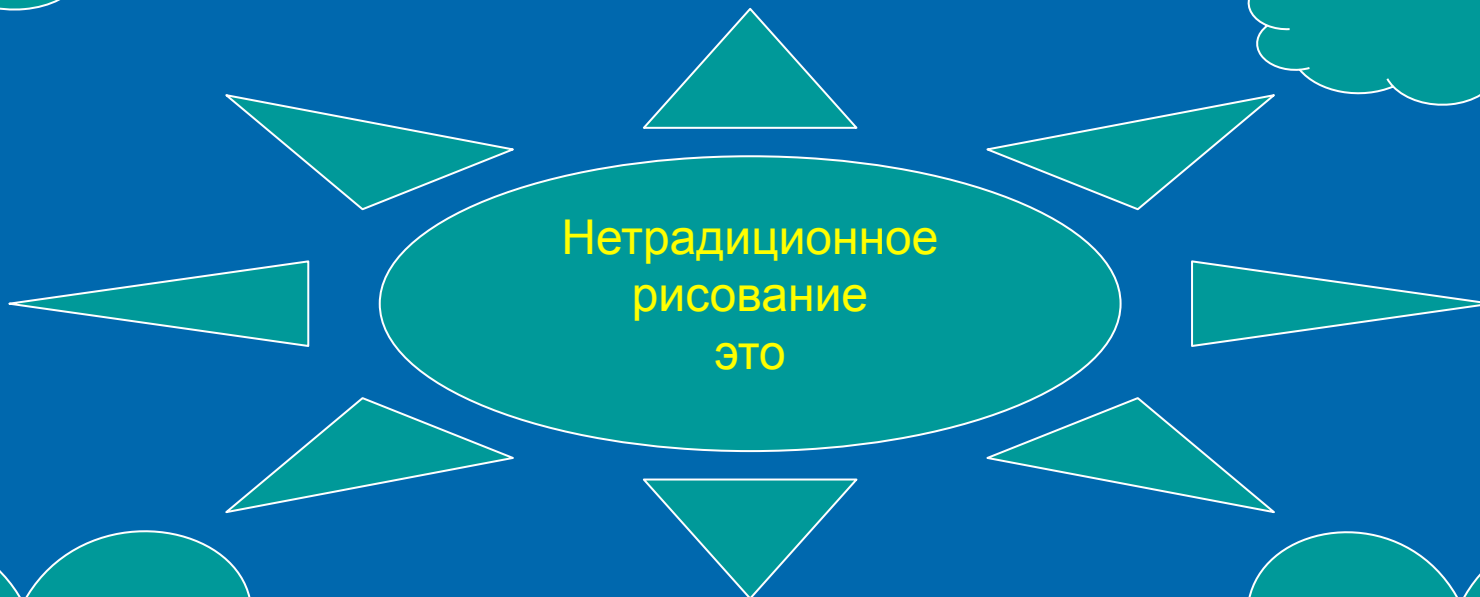 Нетрадиционное
рисование
это